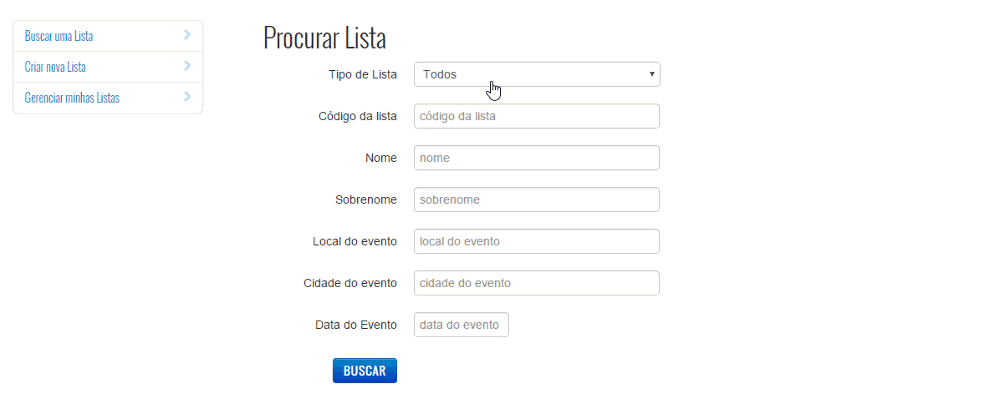 Buscar uma Lista
Criar nova Lista
Gerenciar minhas Listas
Procurar Lista
Tipo de Lista Todos
Código da lista código da lista
Nome nome
Sobrenome sobrenome
Local do evento local do evento
Cidade do evento cidade do evento
Data do Evento data do evento
BUSCAR